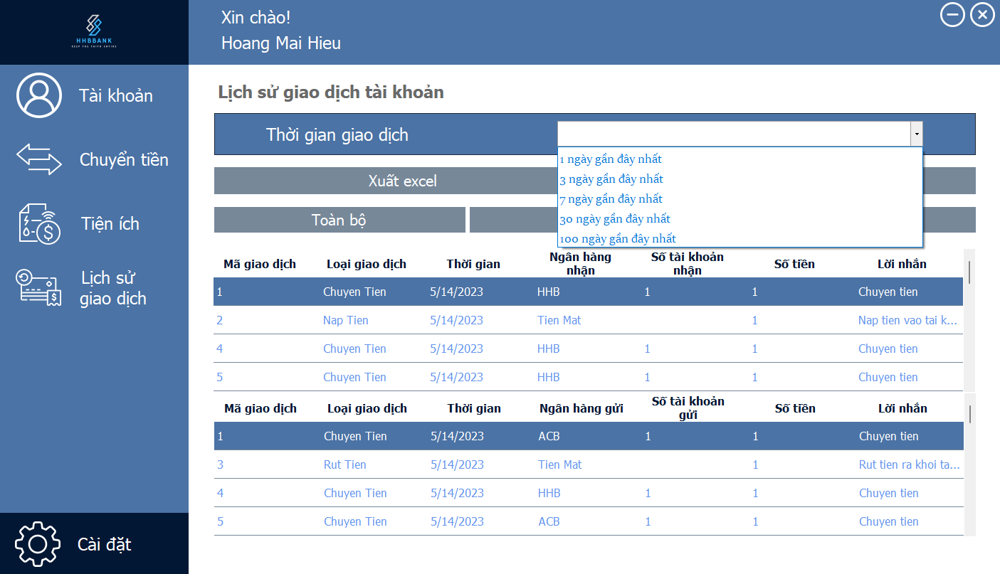 HHBBANK
KEEP THE FAITH ENTIRE
Xin chào!
Hoang Mai Hieu
Tài khoản
Chuyển tiền
Tiện ích
Lịch sử
giao dịch
Cài đặt
Lịch sử giao dịch tài khoản
Thời gian giao dịch
1 ngày gần đây nhất
3 ngày gần đây nhất
7 ngày gần đây nhất
30 ngày gần đây nhất
100 ngày gần đây nhất
Xuất excel
Toàn bộ
Mã giao dịch Loại giao dịch Thời gian Ngân hàng nhận Số tài khoản nhận Số tiền Lời nhắn
1 Chuyen Tien 5/14/2023 HHB 1 1 Chuyen tien
2 Nap Tien 5/14/2023 Tien Mat 1 Nap tien vao tai k...
4 Chuyen Tien 5/14/2023 HHB 1 1 Chuyen tien
5 Chuyen Tien 5/14/2023 HHB 1 1 Chuyen tien
Mã giao dịch Loại giao dịch Thời gian Ngân hàng gửi Số tài khoản gửi Số tiền Lời nhắn
1 Chuyen Tien 5/14/2023 ACB 1 1 Chuyen tien
3 Rut Tien 5/14/2023 Tien Mat 1 Rut tien ra khoi ta...
4 Chuyen Tien 5/14/2023 HHB 1 1 Chuyen tien
5 Chuyen Tien 5/14/2023 ACB 1 1 Chuyen tien